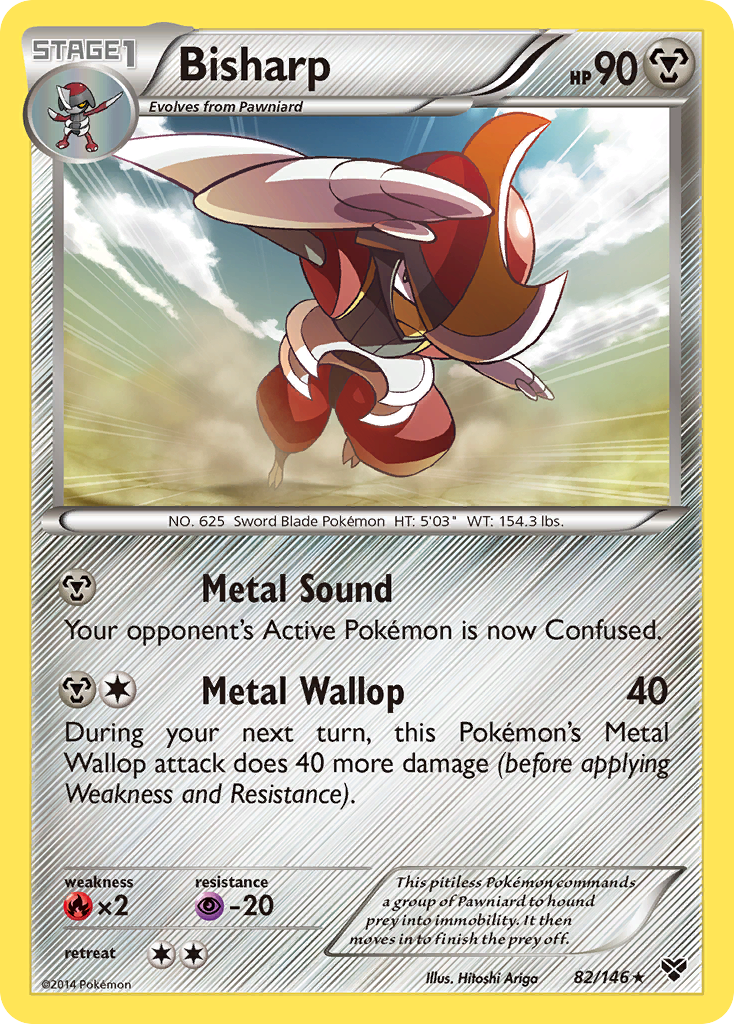 STAGE1
Bisharp
HP 90
Evolves from Pawniard
NO. 625 Sword Blade Pokémon HT: 5'03" WT: 154.3 lbs.
Metal Sound
Your opponent's Active Pokémon is now Confused.
Metal Wallop 40
During your next turn, this Pokémon's Metal
Wallop attack does 40 more damage (before applying
Weakness and Resistance).
weakness resistance
×2 -20
retreat
This pitiless Pokémon commands
a group of Pawniard to hound
prey into immobility. It then
moves in to finish the prey off.
©2014 Pokémon Illus. Hitoshi Ariga 82/146★